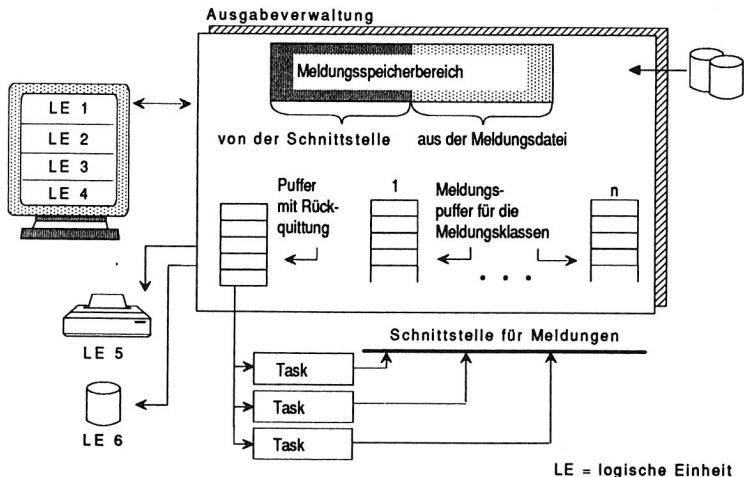 Ausgabeverwaltung
Meldungsspeicherbereich
von der Schnittstelle
aus der Meldungsdatei
LE 1
LE 2
LE 3
LE 4
Puffer
mit Rück-
quittung
1
Meldungs-
puffer für die
Meldungsklassen
n
. . .
LE 5
LE 6
Schnittstelle für Meldungen
Task
Task
Task
LE = logische Einheit